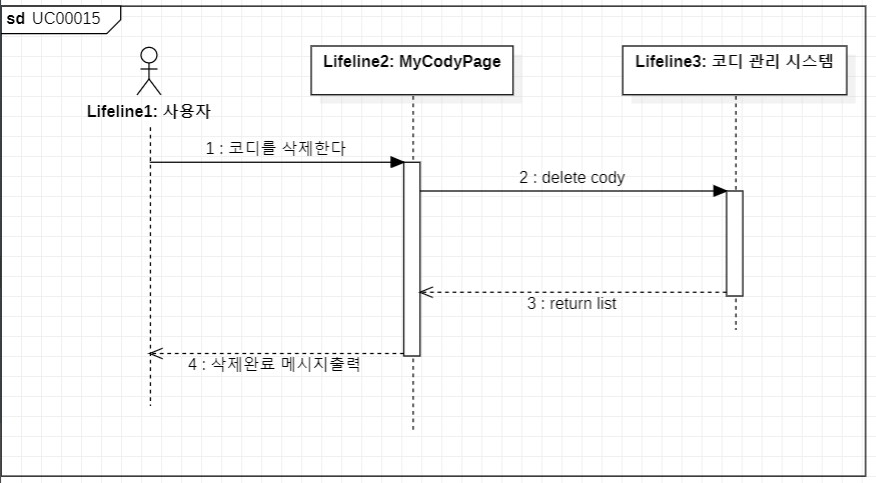 sd UC00015
Lifeline1: 사용자
Lifeline2: MyCodyPage
Lifeline3: 코디 관리 시스템
1 : 코디를 삭제한다
2 : delete cody
3 : return list
4 : 삭제완료 메시지출력